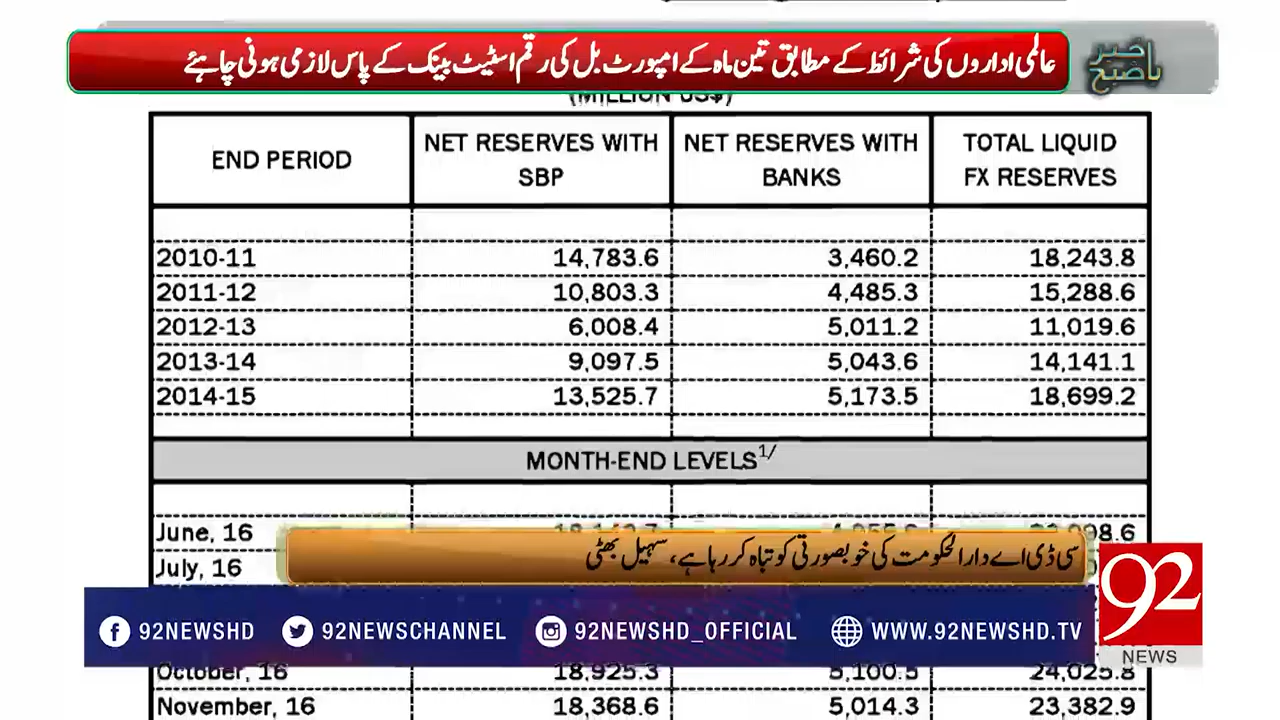 عالمی اداروں کی شرائط کے مطابق تین ماہ کے امپورٹ بل کی رقم اسٹیٹ بینک کے پاس لازمی ہونی چاہئے
(MILLION US$)
END PERIOD NET RESERVES WITH SBP NET RESERVES WITH BANKS TOTAL LIQUID FX RESERVES
2010-11 14,783.6 3,460.2 18,243.8
2011-12 10,803.3 4,485.3 15,288.6
2012-13 6,008.4 5,011.2 11,019.6
2013-14 9,097.5 5,043.6 14,141.1
2014-15 13,525.7 5,173.5 18,699.2
MONTH-END LEVELS 1/
June, 16
سی ڈی اے دارالحکومت کی خوبصورتی کو تباہ کر رہا ہے، سہیل بھٹی
July, 16
92NEWSHD 92NEWSCHANNEL 92NEWSHD_OFFICIAL WWW.92NEWSHD.TV
92
NEWS
October, 16 18,925.3 5,100.5 24,025.8
November, 16 18,368.6 5,014.3 23,382.9